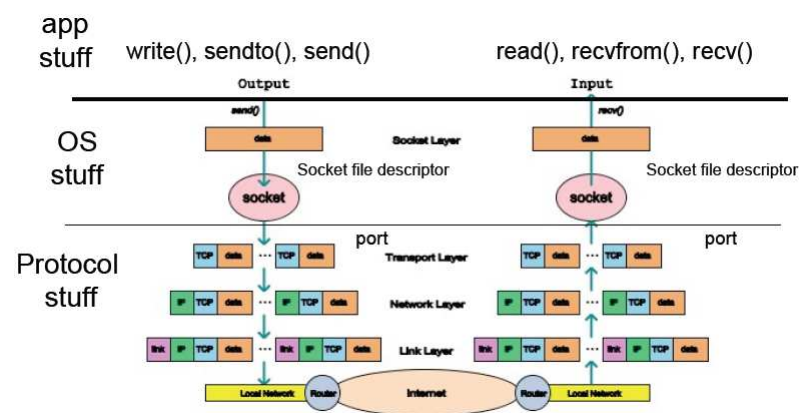 app stuff
write(), sendto(), send()
read(), recvfrom(), recv()
Output
Input
send()
recv()
OS stuff
data
Socket Layer
data
Socket file descriptor
Socket file descriptor
socket
socket
port
port
Protocol stuff
TCP data ... TCP data
Transport Layer
TCP data ... TCP data
IP TCP data ... IP TCP data
Network Layer
IP TCP data ... IP TCP data
link IP TCP data ... link IP TCP data
Link Layer
link IP TCP data ... link IP TCP data
Local Network
Router
Internet
Router
Local Network